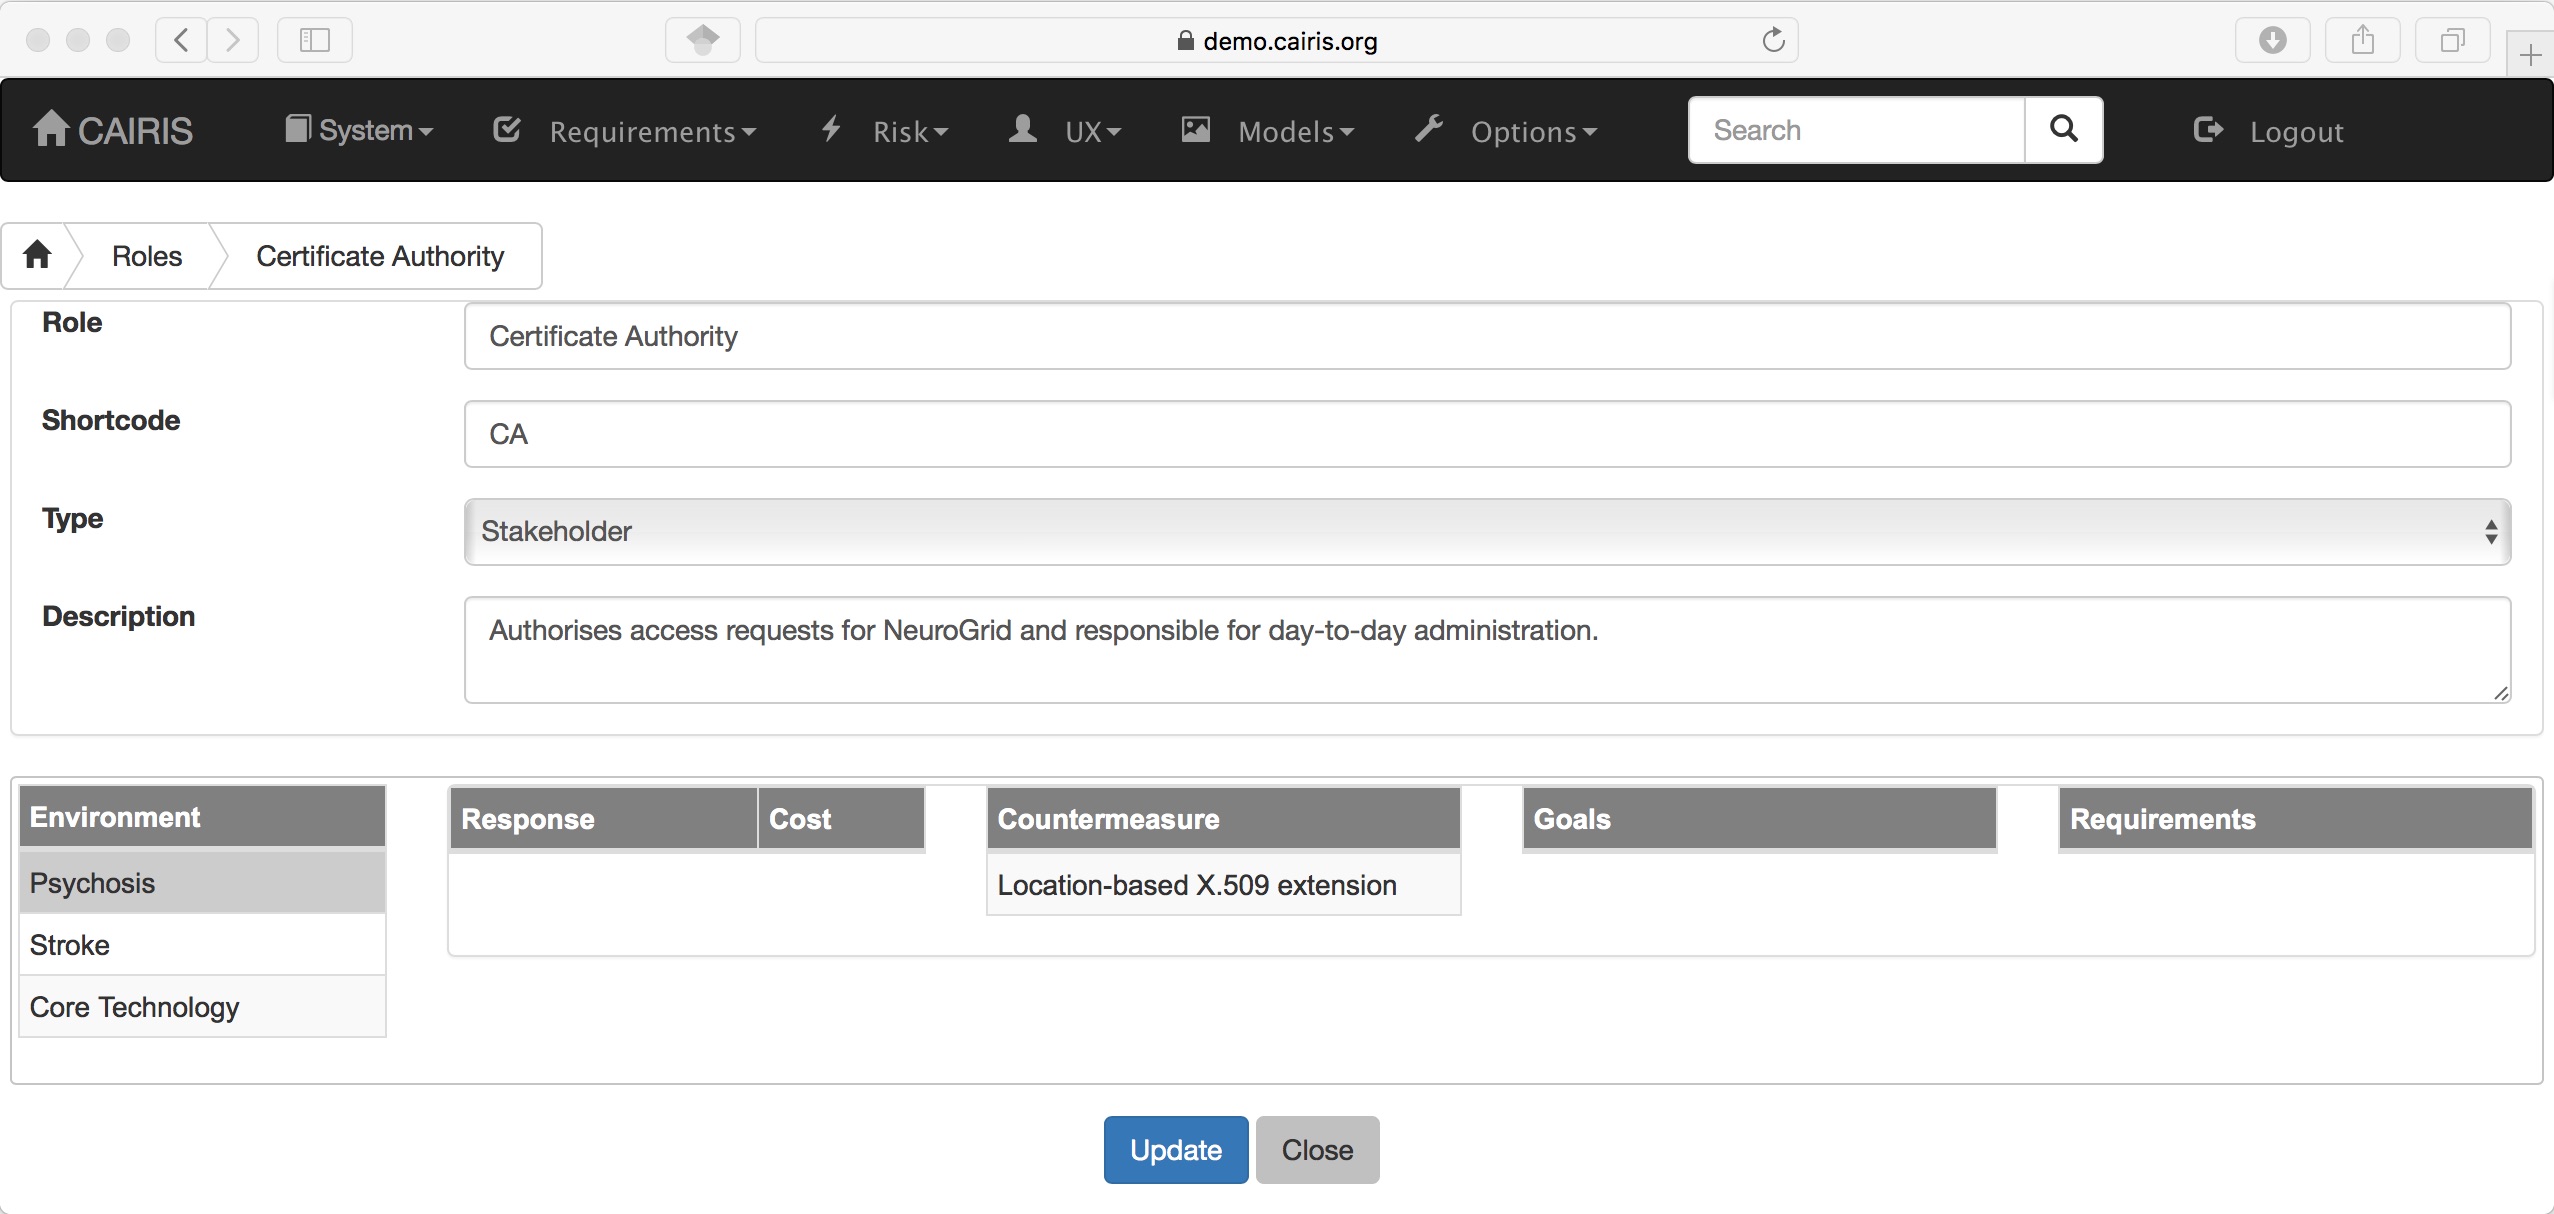 demo.cairis.org
CAIRIS System Requirements Risk UX Models Options Search Logout
Roles Certificate Authority
Role Certificate Authority
Shortcode CA
Type Stakeholder
Description Authorises access requests for NeuroGrid and responsible for day-to-day administration.
Environment Response Cost Countermeasure Goals Requirements
Psychosis Location-based X.509 extension
Stroke
Core Technology
Update Close